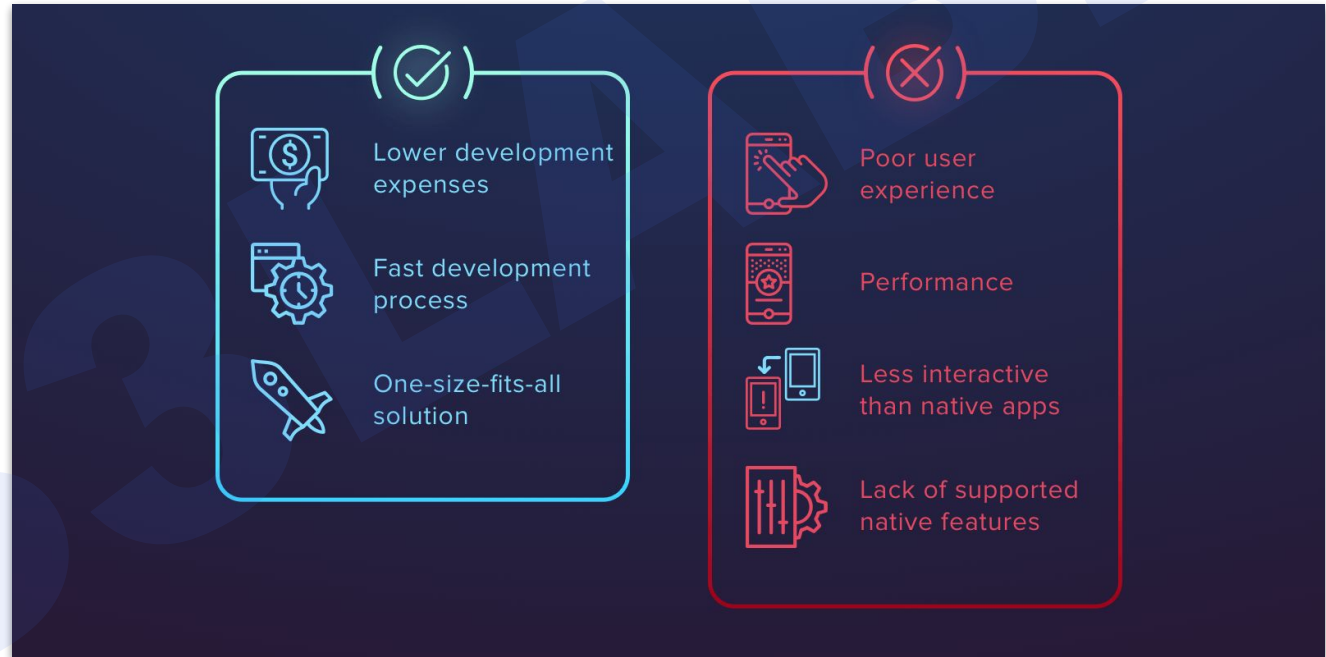 Lower development
expenses
Fast development
process
One-size-fits-all
solution
Poor user
experience
Performance
Less interactive
than native apps
Lack of supported
native features